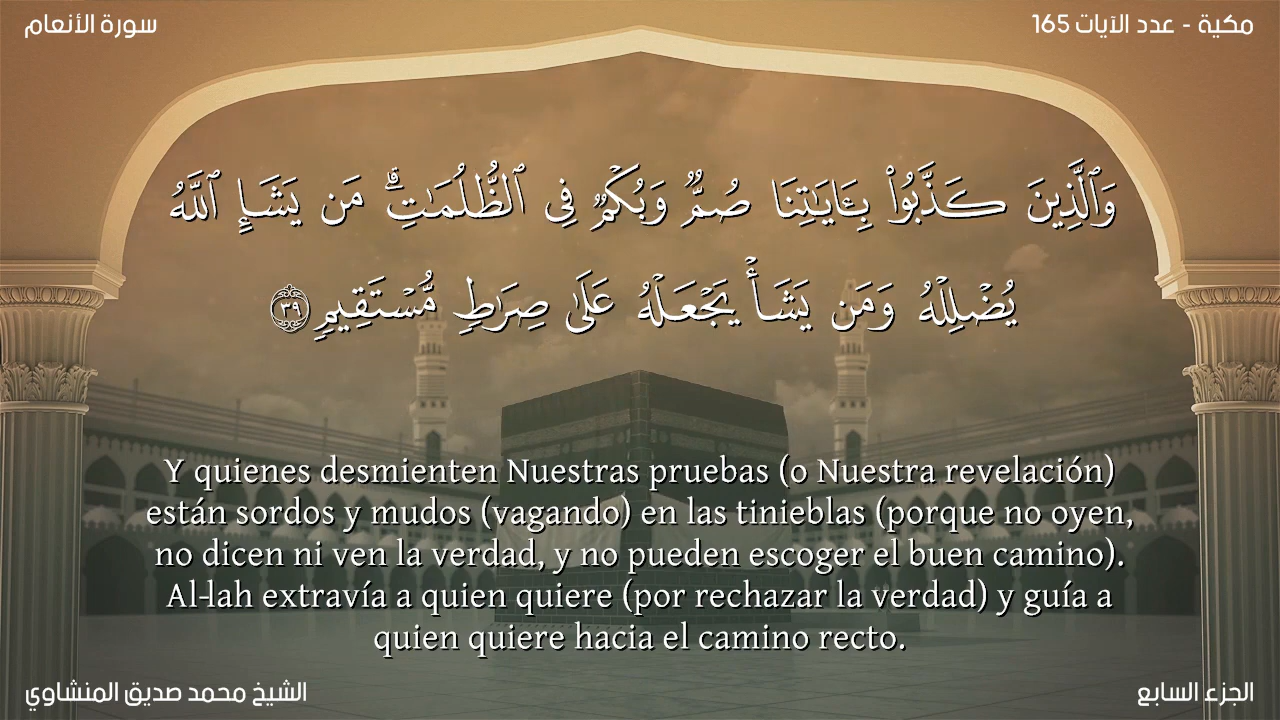 سورة الأنعام
مكية - عدد الآيات 165
وَٱلَّذِينَ كَذَّبُوا۟ بِـَٔايَـٰتِنَا صُمٌّ وَبُكْمٌ فِى ٱلظُّلُمَـٰتِ ۗ مَن يَشَإِ ٱللَّهُ
يُضْلِلْهُ وَمَن يَشَأْ يَجْعَلْهُ عَلَىٰ صِرَٰطٍ مُّسْتَقِيمٍ ٣٩
Y quienes desmienten Nuestras pruebas (o Nuestra revelación)
están sordos y mudos (vagando) en las tinieblas (porque no oyen,
no dicen ni ven la verdad, y no pueden escoger el buen camino).
Al-lah extravía a quien quiere (por rechazar la verdad) y guía a
quien quiere hacia el camino recto.
الشيخ محمد صديق المنشاوي
الجزء السابع